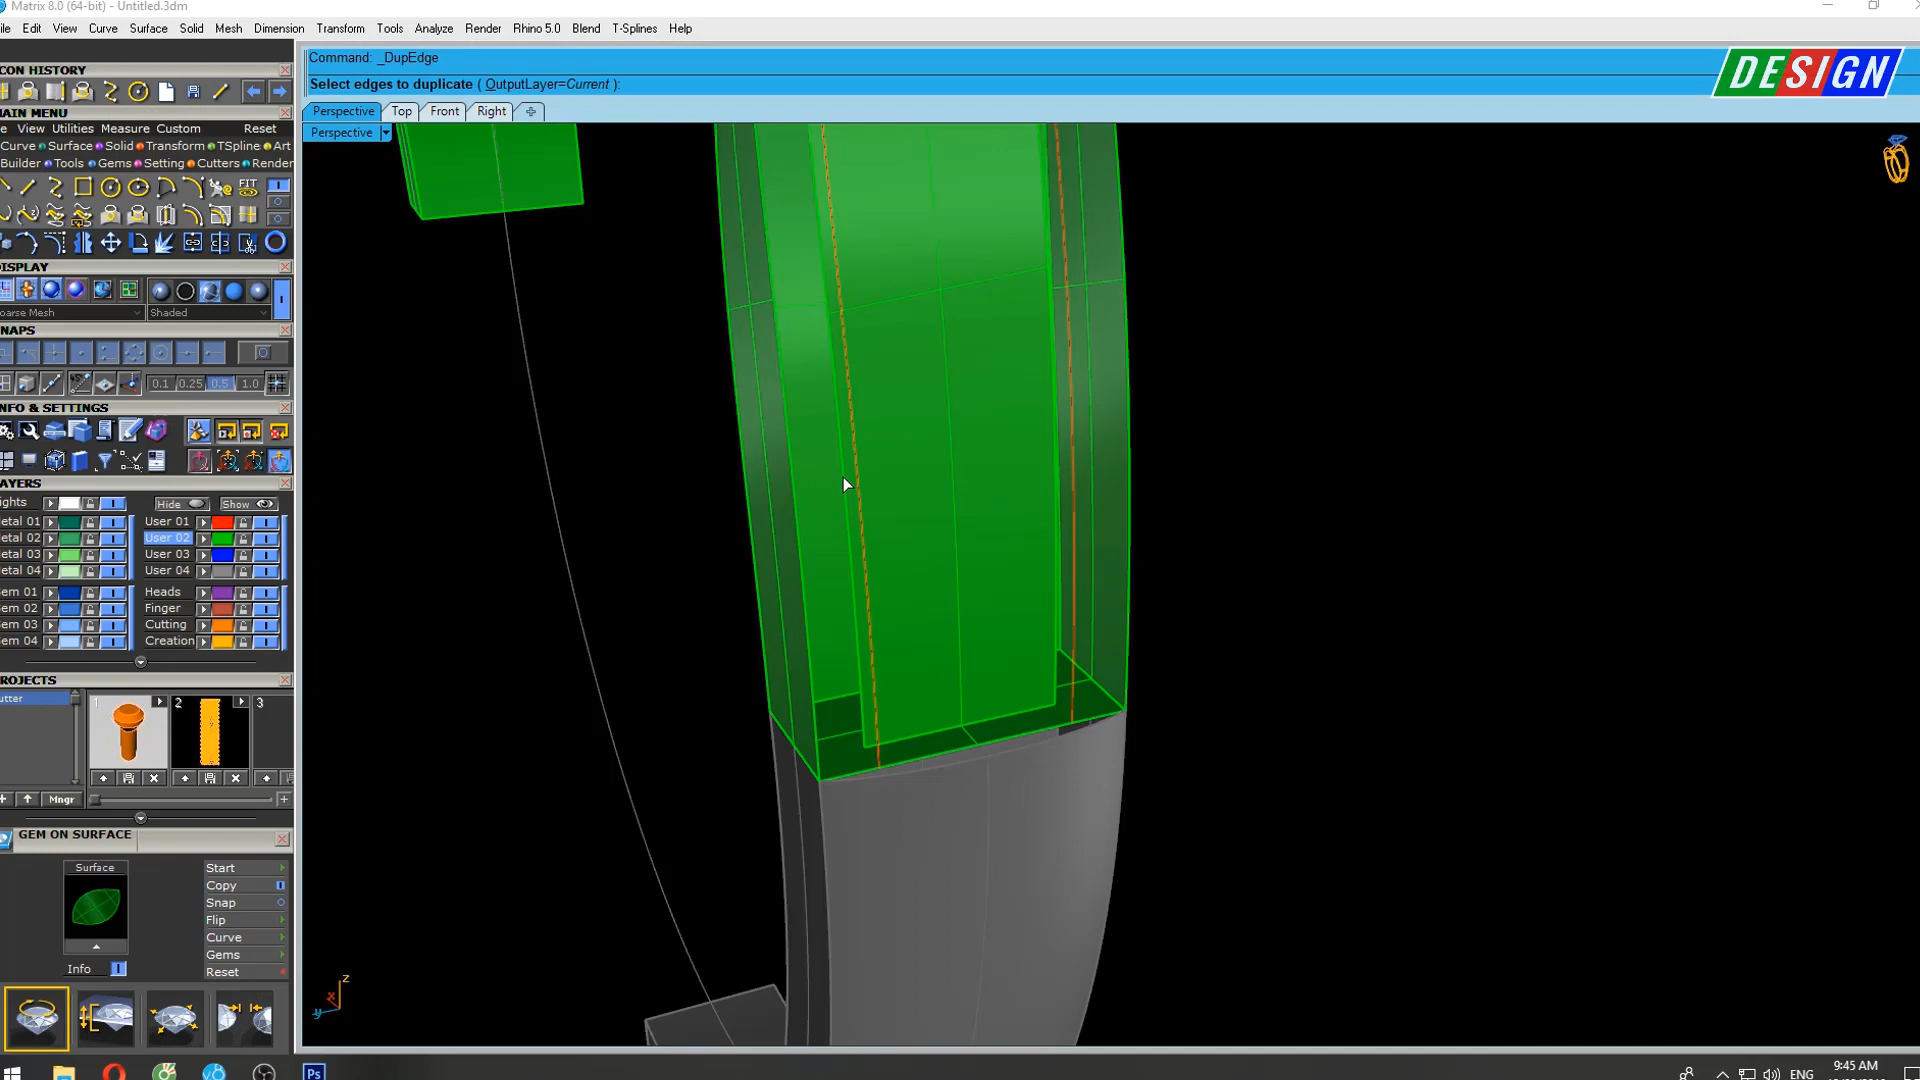 Matrix 8.0 (64-bit) - Untitled.3dm
ile Edit View Curve Surface Solid Mesh Transform Tools Analyze Render Rhino 5.0 Blend T-Splines Help
Command: _DupEdge
Select edges to duplicate ( OutputLayer=Current ):
DESIGN
Perspective Top Front Right
Perspective
CON HISTORY
MAIN MENU
e View Utilities Measure Custom Reset
Curve Surface Solid Transform TSpline Art
Builder Tools Gems Setting Cutters Render
FIT
DISPLAY
oarse Mesh Shaded
NAPS
0.1 0.25 0.5 1.0
NFO & SETTINGS
AYERS
ights Hide Show
etal 01 User 01
etal 02 User 02
etal 03 User 03
etal 04 User 04
em 01 Heads
em 02 Finger
em 03 Cutting
em 04 Creation
ROJECTS
utter
1 2 3
Mngr
GEM ON SURFACE
Surface
Start
Copy
Snap
Flip
Curve
Gems
Reset
Info
z
x
y
Ps
ENG
9:45 AM